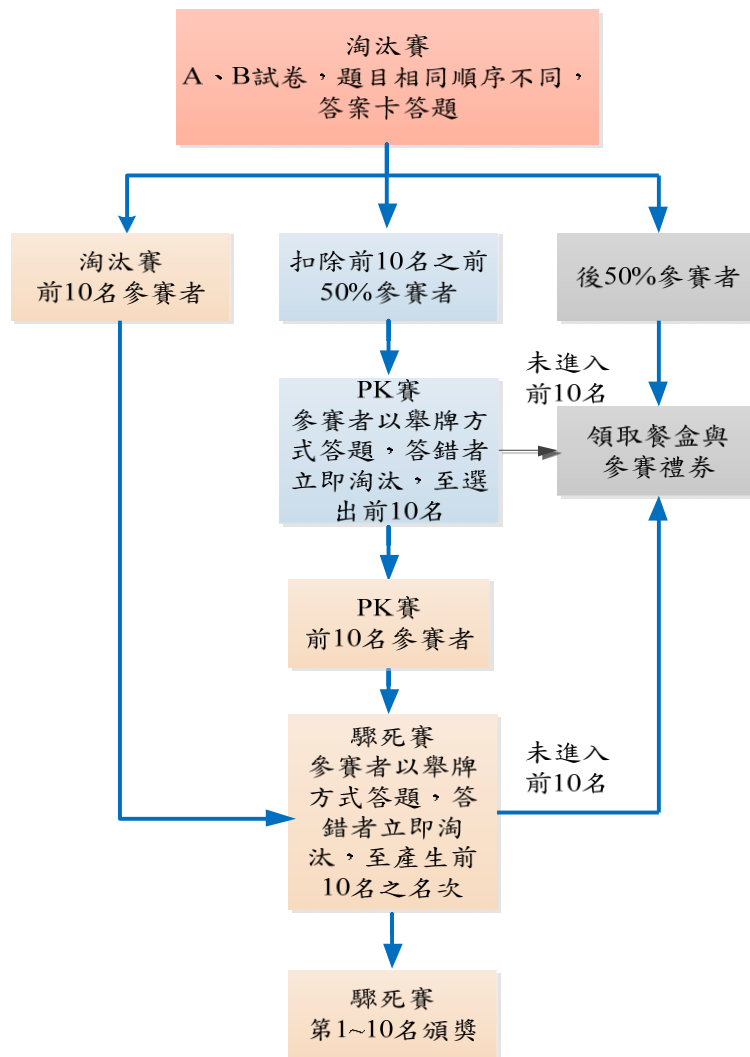 淘汰賽
A、B試卷，題目相同順序不同，
答案卡答題
淘汰賽
前10名參賽者
扣除前10名之前
50%參賽者
後50%參賽者
未進入
前10名
PK賽
參賽者以舉牌方
式答題，答錯者
立即淘汰，至選
出前10名
領取餐盒與
參賽禮券
PK賽
前10名參賽者
驟死賽
參賽者以舉牌
方式答題，答
錯者立即淘
汰，至產生前
10名之名次
未進入
前10名
驟死賽
第1~10名頒獎